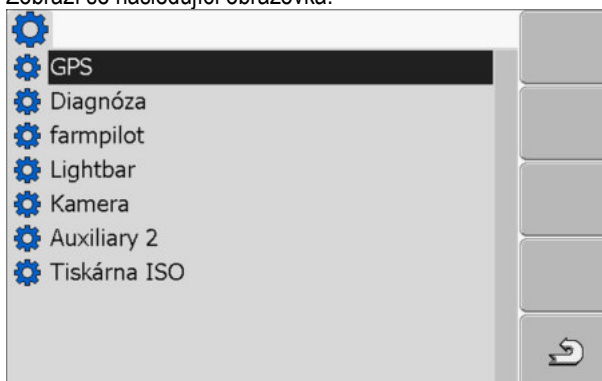 Zobrazí se následující obrazovka:
GPS
Diagnóza
farmpilot
Lightbar
Kamera
Auxiliary 2
Tiskárna ISO